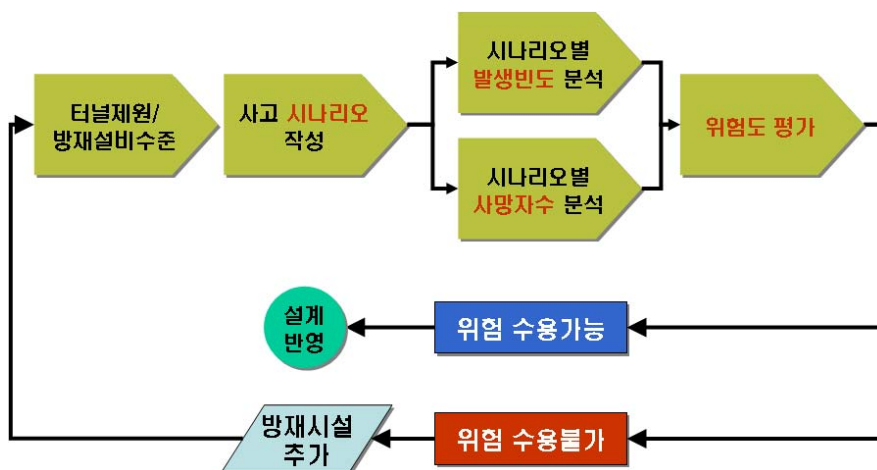 터널제원/
방재설비수준
사고 시나리오
작성
시나리오별
발생빈도 분석
시나리오별
사망자수 분석
위험도 평가
설계
반영
위험 수용가능
방재시설
추가
위험 수용불가